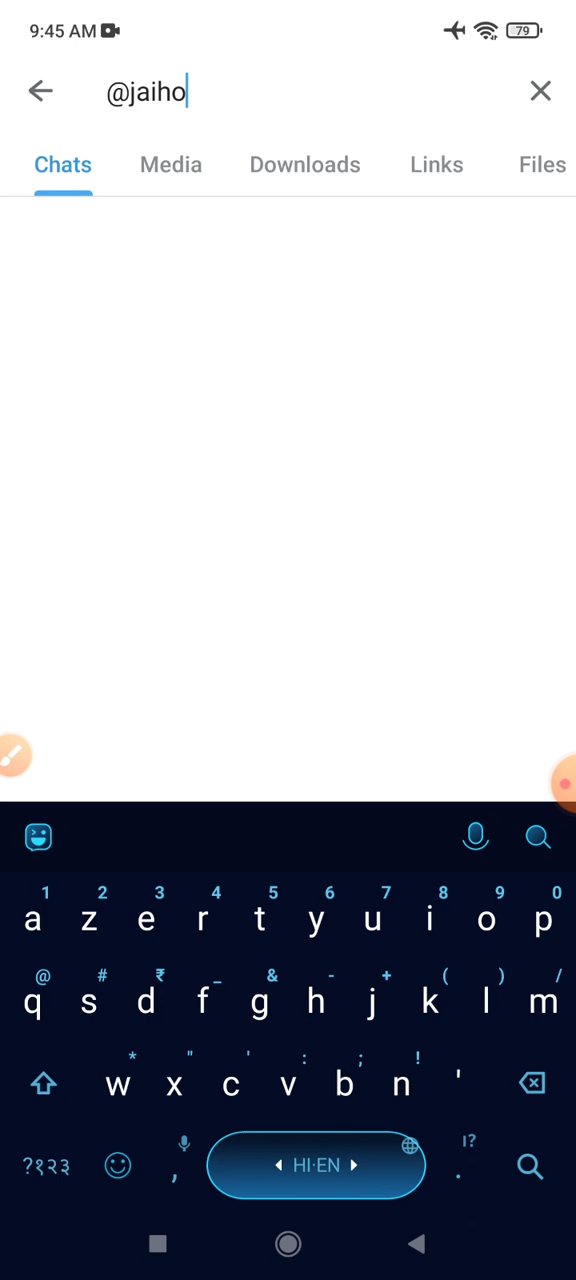 9:45 AM 79
@jaiho
Chats Media Downloads Links Files
1 2 3 4 5 6 7 8 9 0
a z e r t y u i o p
@ # ₹ _ & - + ( ) /
q s d f g h j k l m
* " ' : ; !
w x c v b n '
!?
?१२३ , HI·EN .